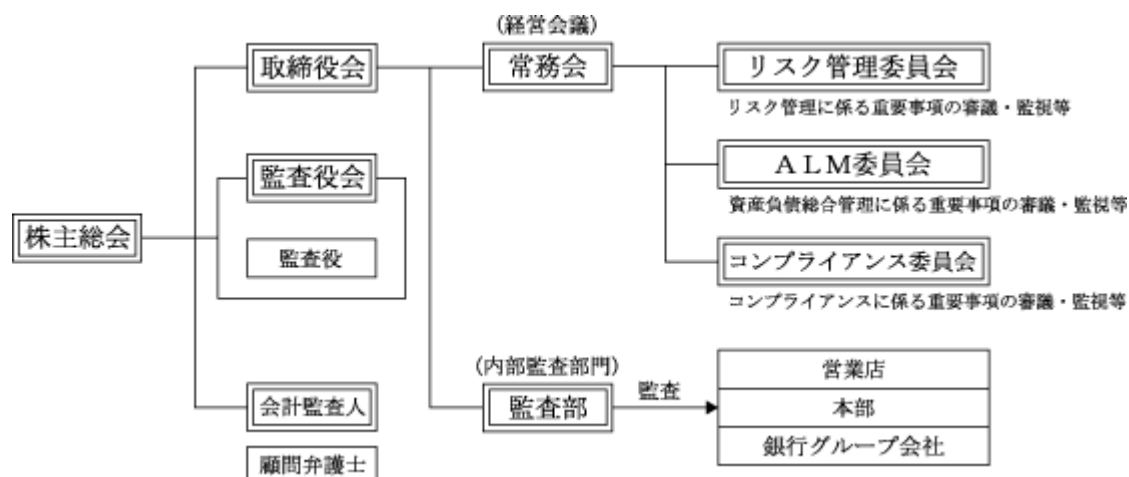 (経営会議)
取締役会
常務会
リスク管理委員会
リスク管理に係る重要事項の審議・監視等
監査役会
ALM委員会
資産負債総合管理に係る重要事項の審議・監視等
株主総会
監査役
コンプライアンス委員会
コンプライアンスに係る重要事項の審議・監視等
(内部監査部門)
会計監査人
監査部
監査
営業店
本部
銀行グループ会社
顧問弁護士